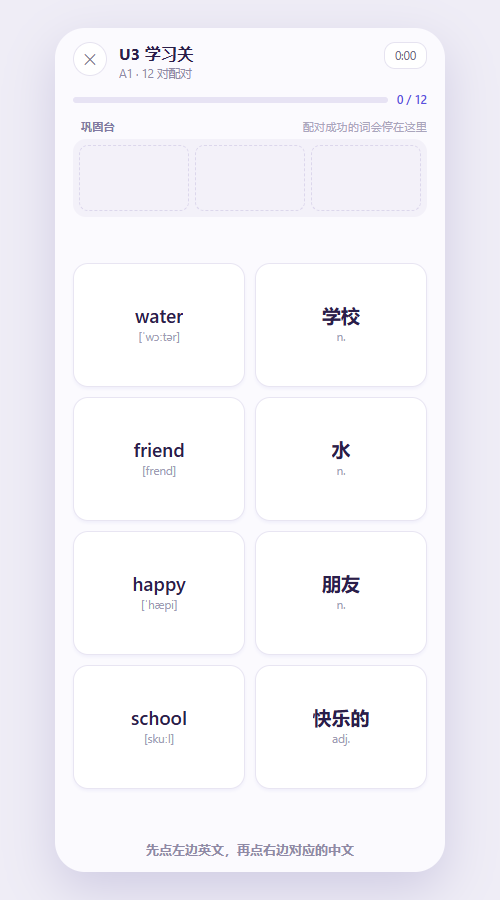 U3 学习关
A1 · 12 对配对
0:00
0 / 12
巩固台
配对成功的词会停在这里
water
[ˈwɔːtər]
学校
n.
friend
[frend]
水
n.
happy
[ˈhæpi]
朋友
n.
school
[skuːl]
快乐的
adj.
先点左边英文，再点右边对应的中文